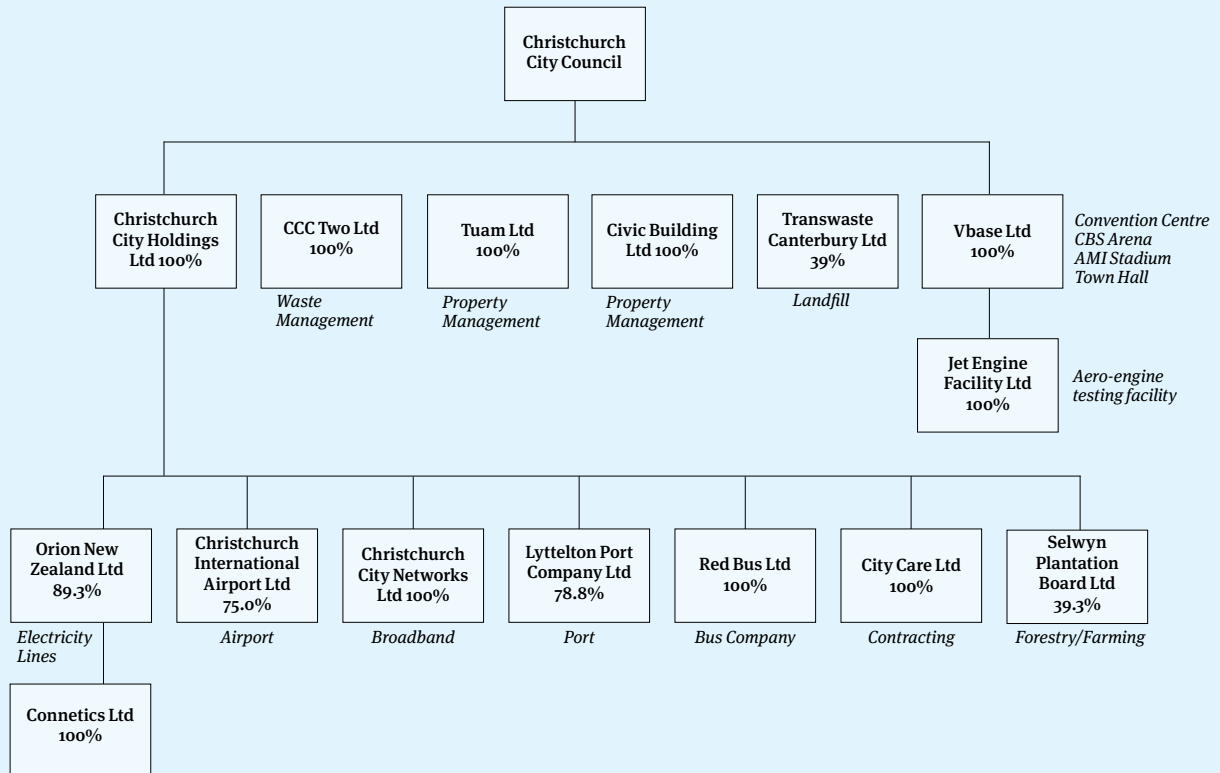 Christchurch
City Council
Christchurch
City Holdings
Ltd 100%
CCC Two Ltd
100%
Waste
Management
Tuam Ltd
100%
Property
Management
Civic Building
Ltd 100%
Property
Management
Transwaste
Canterbury Ltd
39%
Landfill
Vbase Ltd
100%
Convention Centre
CBS Arena
AMI Stadium
Town Hall
Jet Engine
Facility Ltd
100%
Aero-engine
testing facility
Orion New
Zealand Ltd
89.3%
Electricity
Lines
Christchurch
International
Airport Ltd
75.0%
Airport
Christchurch
City Networks
Ltd 100%
Broadband
Lyttelton Port
Company Ltd
78.8%
Port
Red Bus Ltd
100%
Bus Company
City Care Ltd
100%
Contracting
Selwyn
Plantation
Board Ltd
39.3%
Forestry/Farming
Connetics Ltd
100%